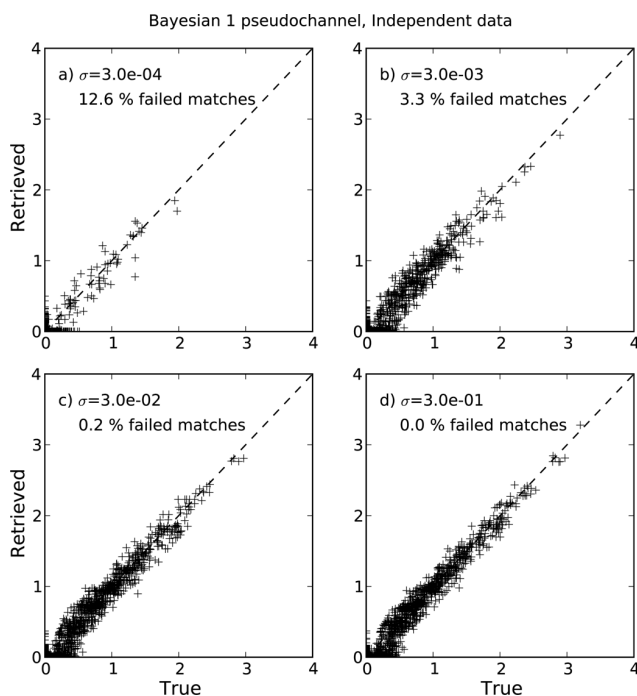 Bayesian 1 pseudochannel, Independent data
4
a) σ=3.0e-04
12.6 % failed matches
3
2
1
0
0 1 2 3 4
Retrieved
4
b) σ=3.0e-03
3.3 % failed matches
3
2
1
0
0 1 2 3 4
4
c) σ=3.0e-02
0.2 % failed matches
3
2
1
0
0 1 2 3 4
Retrieved
True
4
d) σ=3.0e-01
0.0 % failed matches
3
2
1
0
0 1 2 3 4
True